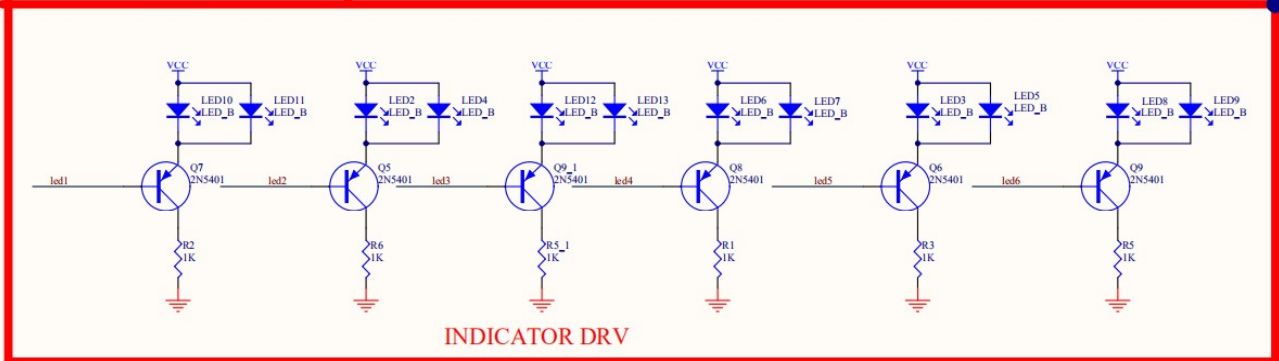 VCC VCC VCC VCC VCC VCC
LED10 LED11 LED2 LED4 LED12 LED13 LED6 LED7 LED3 LED5 LED8 LED9
LED_B LED_B LED_B LED_B LED_B LED_B LED_B LED_B LED_B LED_B LED_B LED_B
Q7 Q5 Q9_1 Q8 Q6 Q9
2N5401 2N5401 2N5401 2N5401 2N5401 2N5401
led1 led2 led3 led4 led5 led6
R2 R6 R5_1 R1 R3 R5
1K 1K 1K 1K 1K 1K
INDICATOR DRV